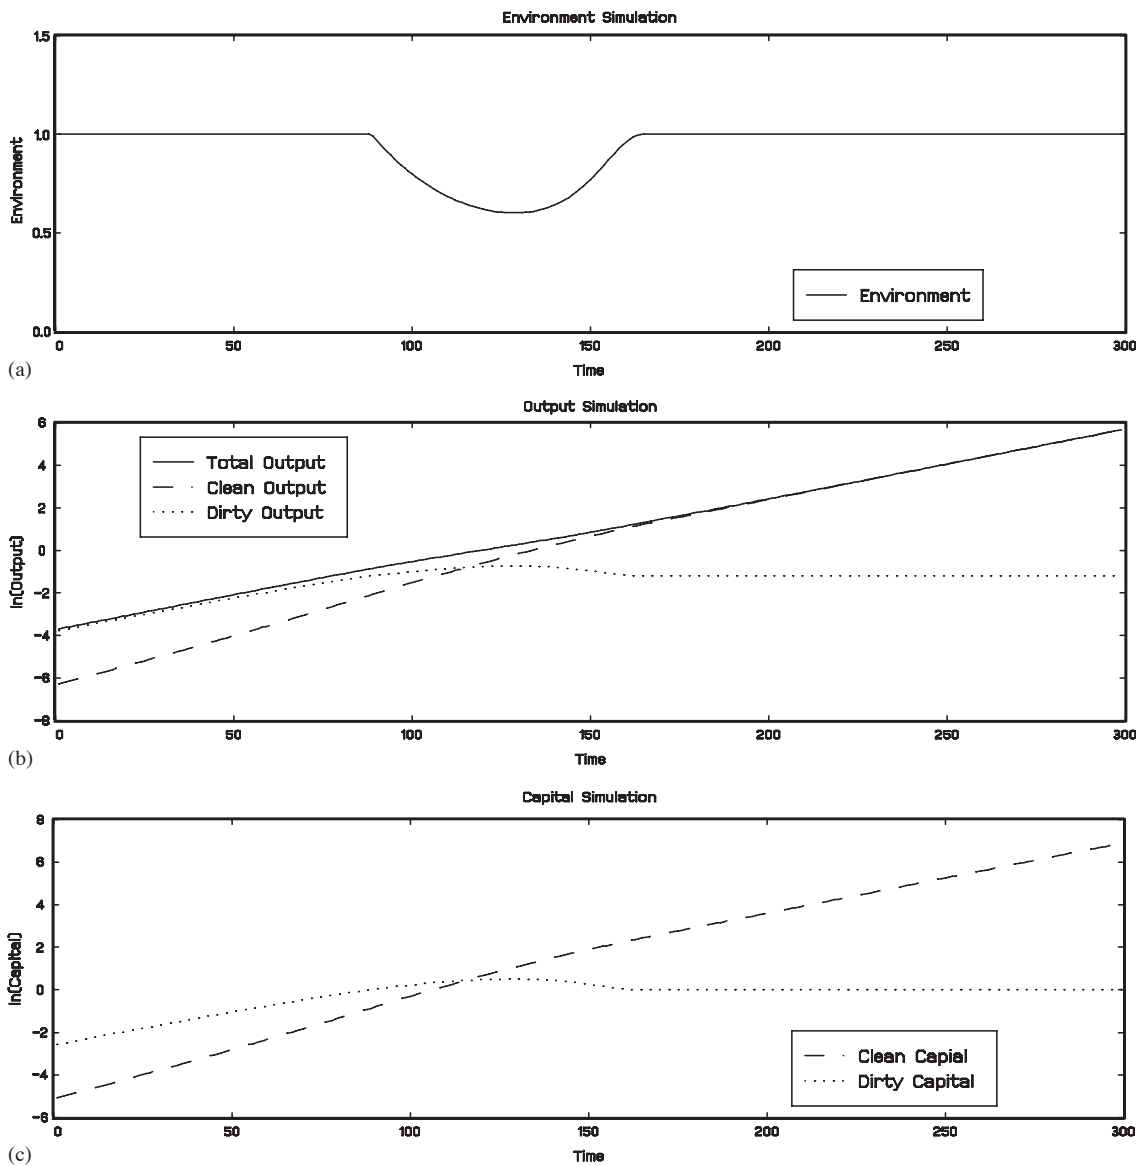 Environment Simulation
1.5
1.0
0.5
0.0
Environment
Environment
0 50 100 150 200 250 300
Time
(a)
Output Simulation
6
4
2
0
-2
-4
-6
-8
ln(Output)
Total Output
Clean Output
Dirty Output
0 50 100 150 200 250 300
Time
(b)
Capital Simulation
8
6
4
2
0
-2
-4
-6
ln(Capital)
Clean Capial
Dirty Capital
0 50 100 150 200 250 300
Time
(c)